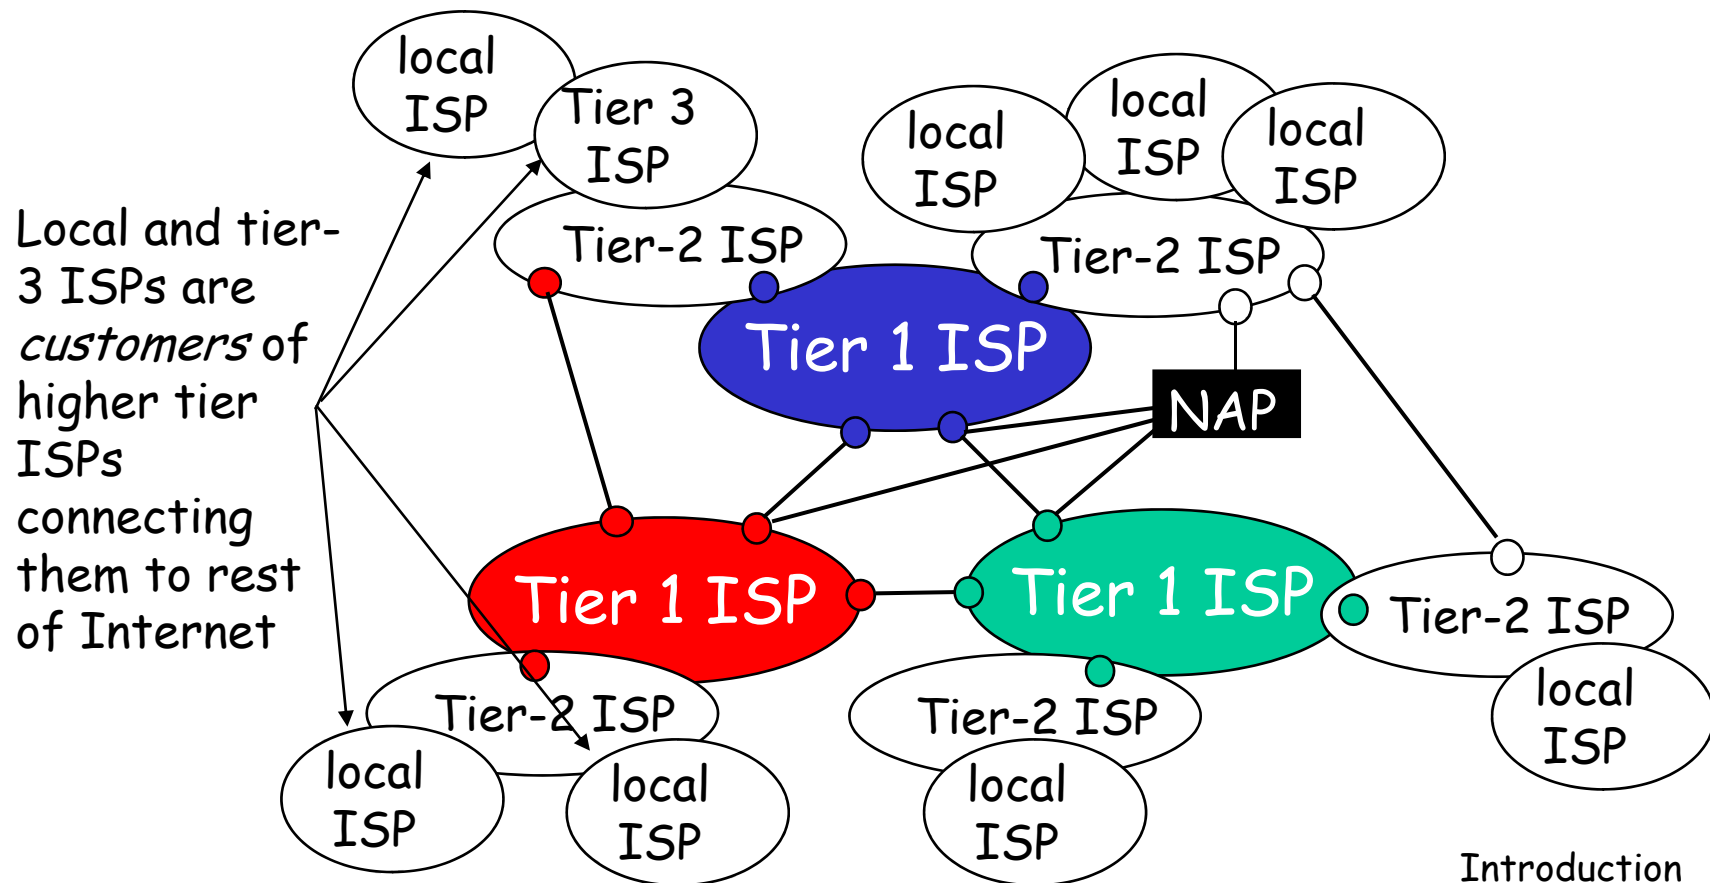 local
ISP
Tier 3
ISP
local
ISP
local
ISP
local
ISP
Local and tier-
3 ISPs are
customers of
higher tier
ISPs
connecting
them to rest
of Internet
Tier-2 ISP
Tier-2 ISP
Tier 1 ISP
NAP
Tier 1 ISP
Tier 1 ISP
Tier-2 ISP
Tier-2 ISP
Tier-2 ISP
local
ISP
local
ISP
local
ISP
local
ISP
Introduction